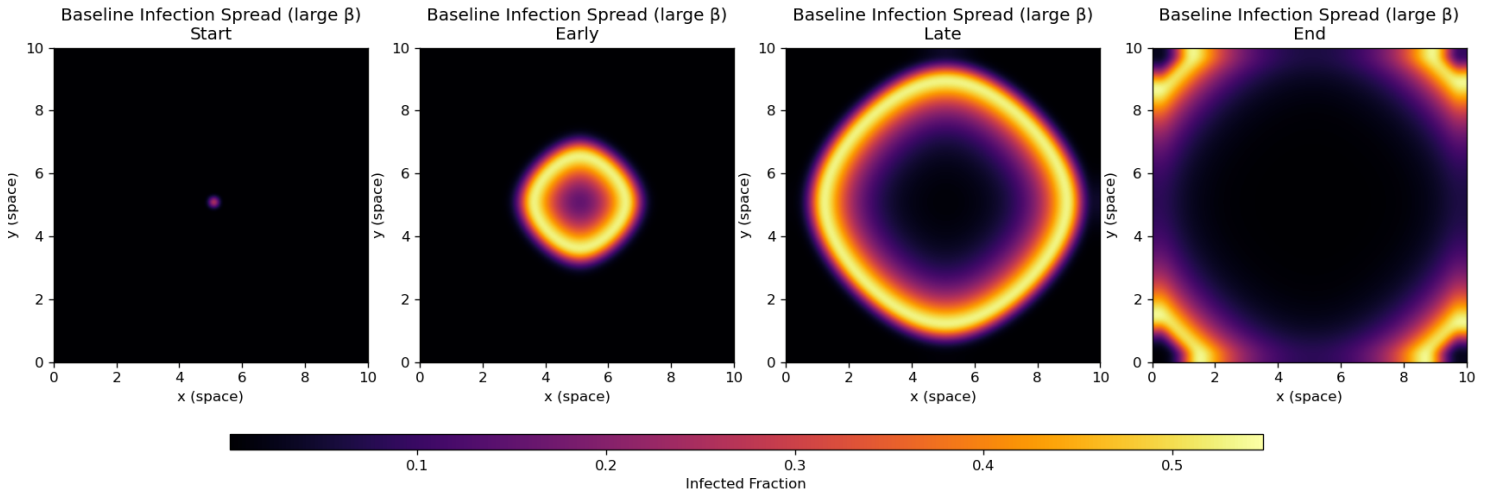 Baseline Infection Spread (large β)
Start
10
8
6
4
2
0
y (space)
0 2 4 6 8 10
x (space)
Baseline Infection Spread (large β)
Early
10
8
6
4
2
0
y (space)
0 2 4 6 8 10
x (space)
Baseline Infection Spread (large β)
Late
10
8
6
4
2
0
y (space)
0 2 4 6 8 10
x (space)
Baseline Infection Spread (large β)
End
10
8
6
4
2
0
y (space)
0 2 4 6 8 10
x (space)
0.1 0.2 0.3 0.4 0.5
Infected Fraction